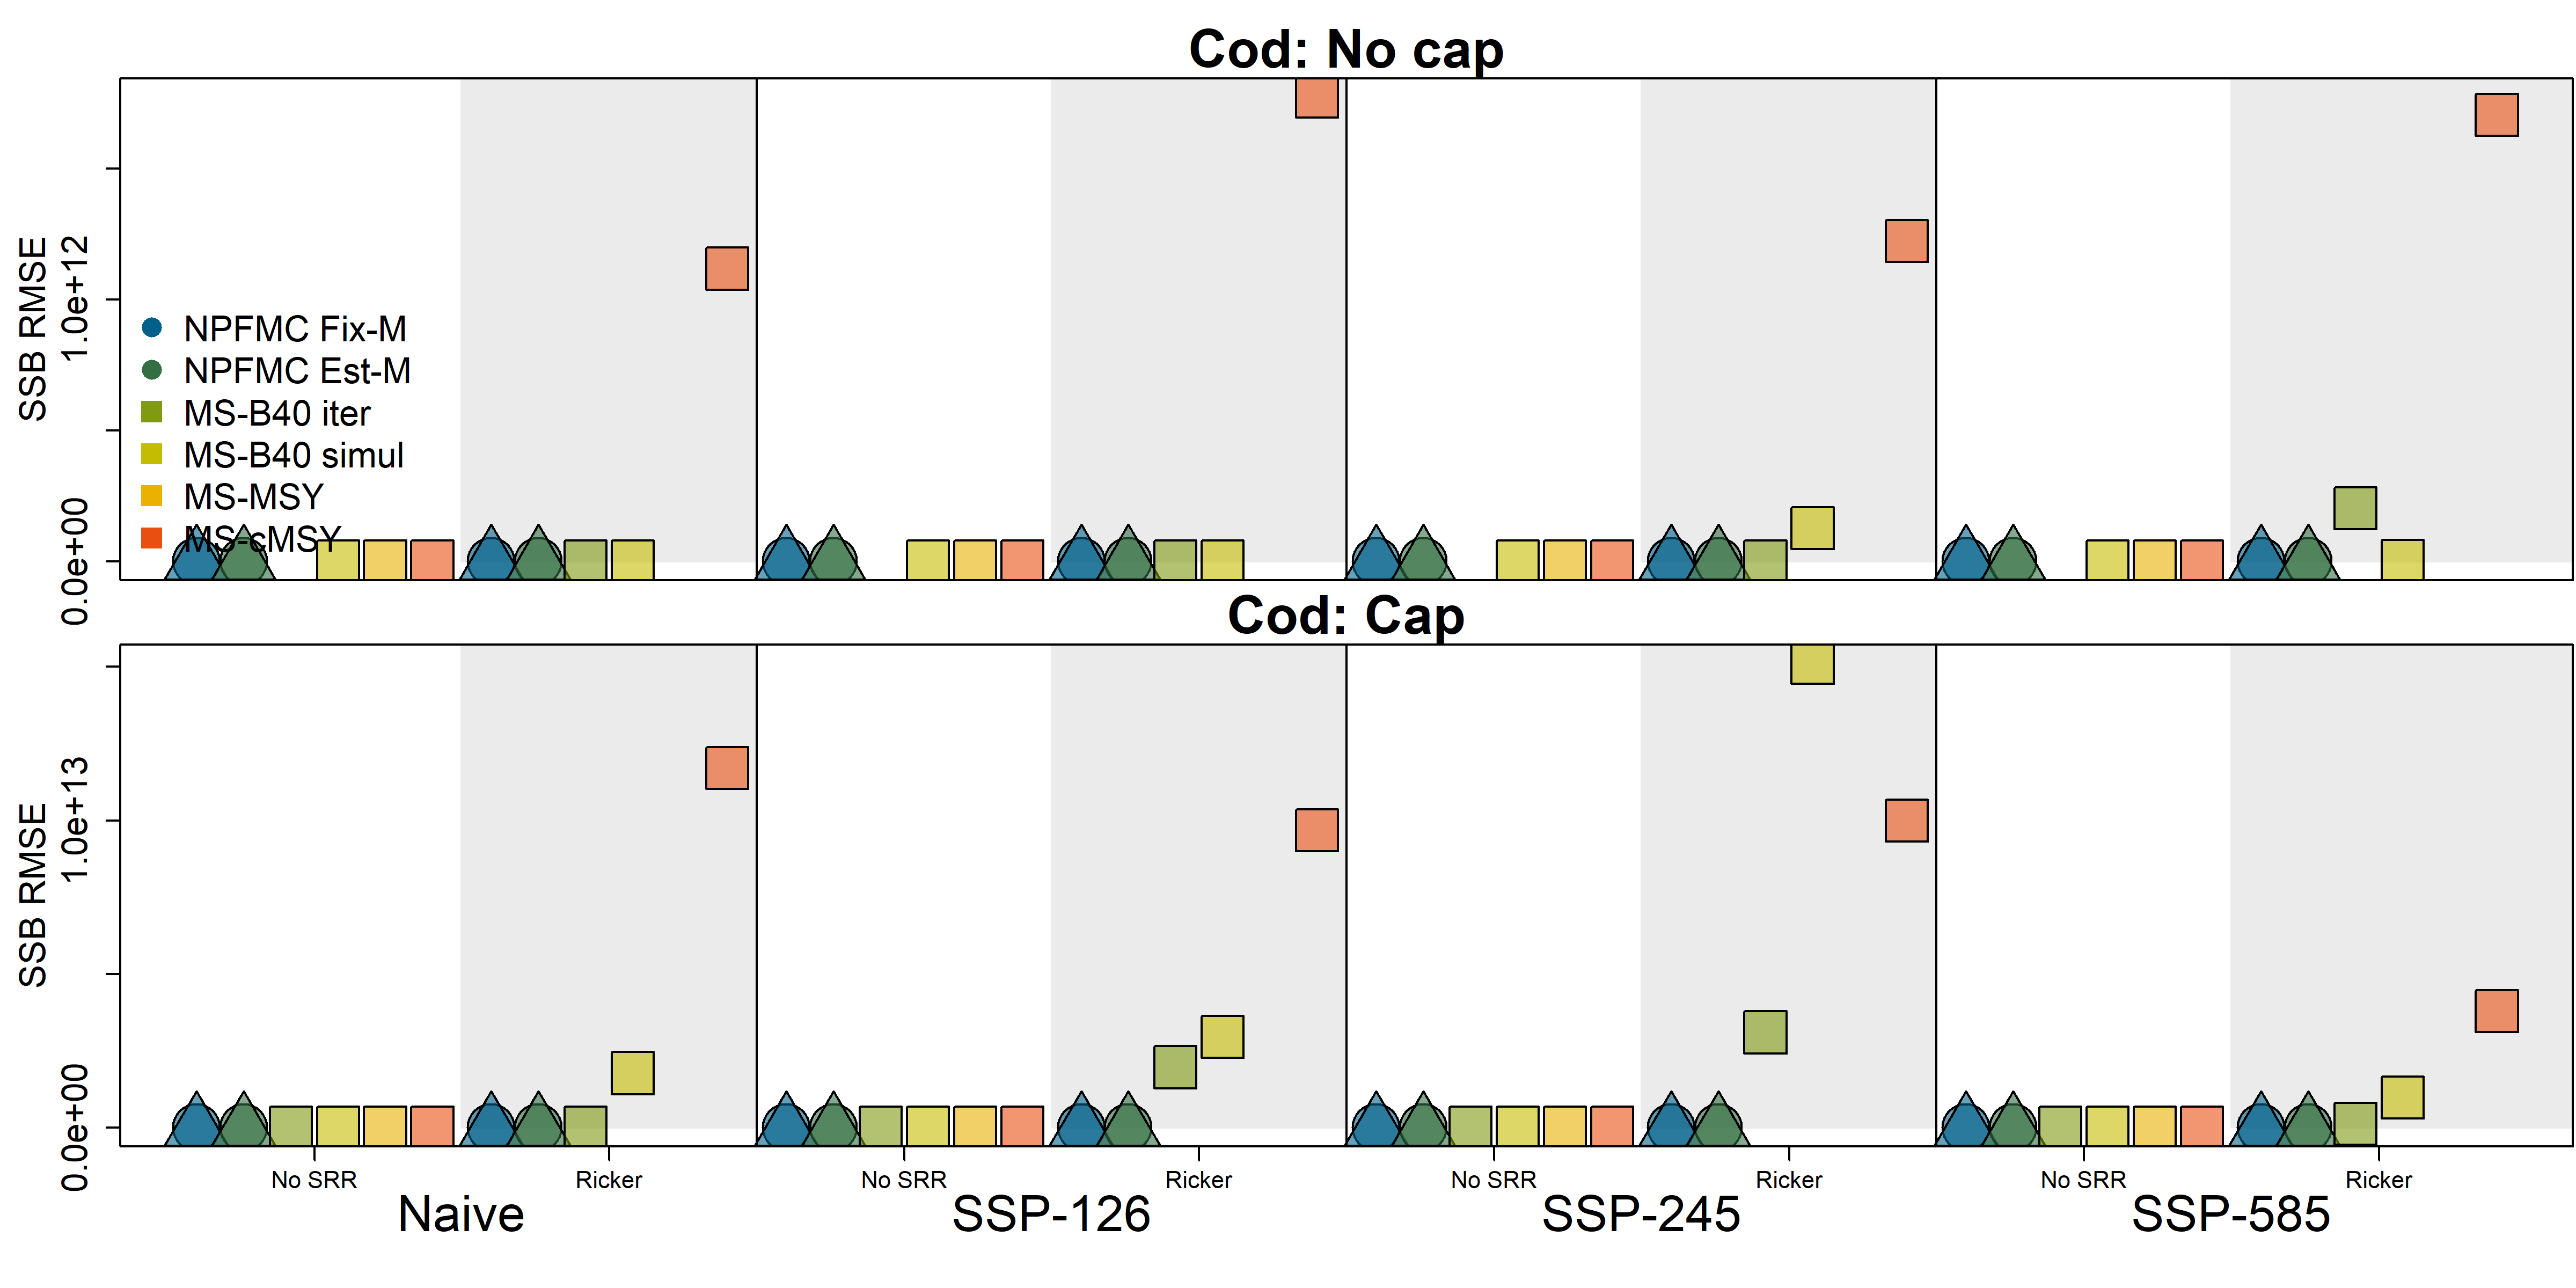 Cod: No cap
SSB RMSE
0.0e+00
1.0e+12
NPFMC Fix-M
NPFMC Est-M
MS-B40 iter
MS-B40 simul
MS-MSY
MS-cMSY
Cod: Cap
SSB RMSE
0.0e+00
1.0e+13
No SRR
Ricker
No SRR
Ricker
No SRR
Ricker
No SRR
Ricker
Naive
SSP-126
SSP-245
SSP-585